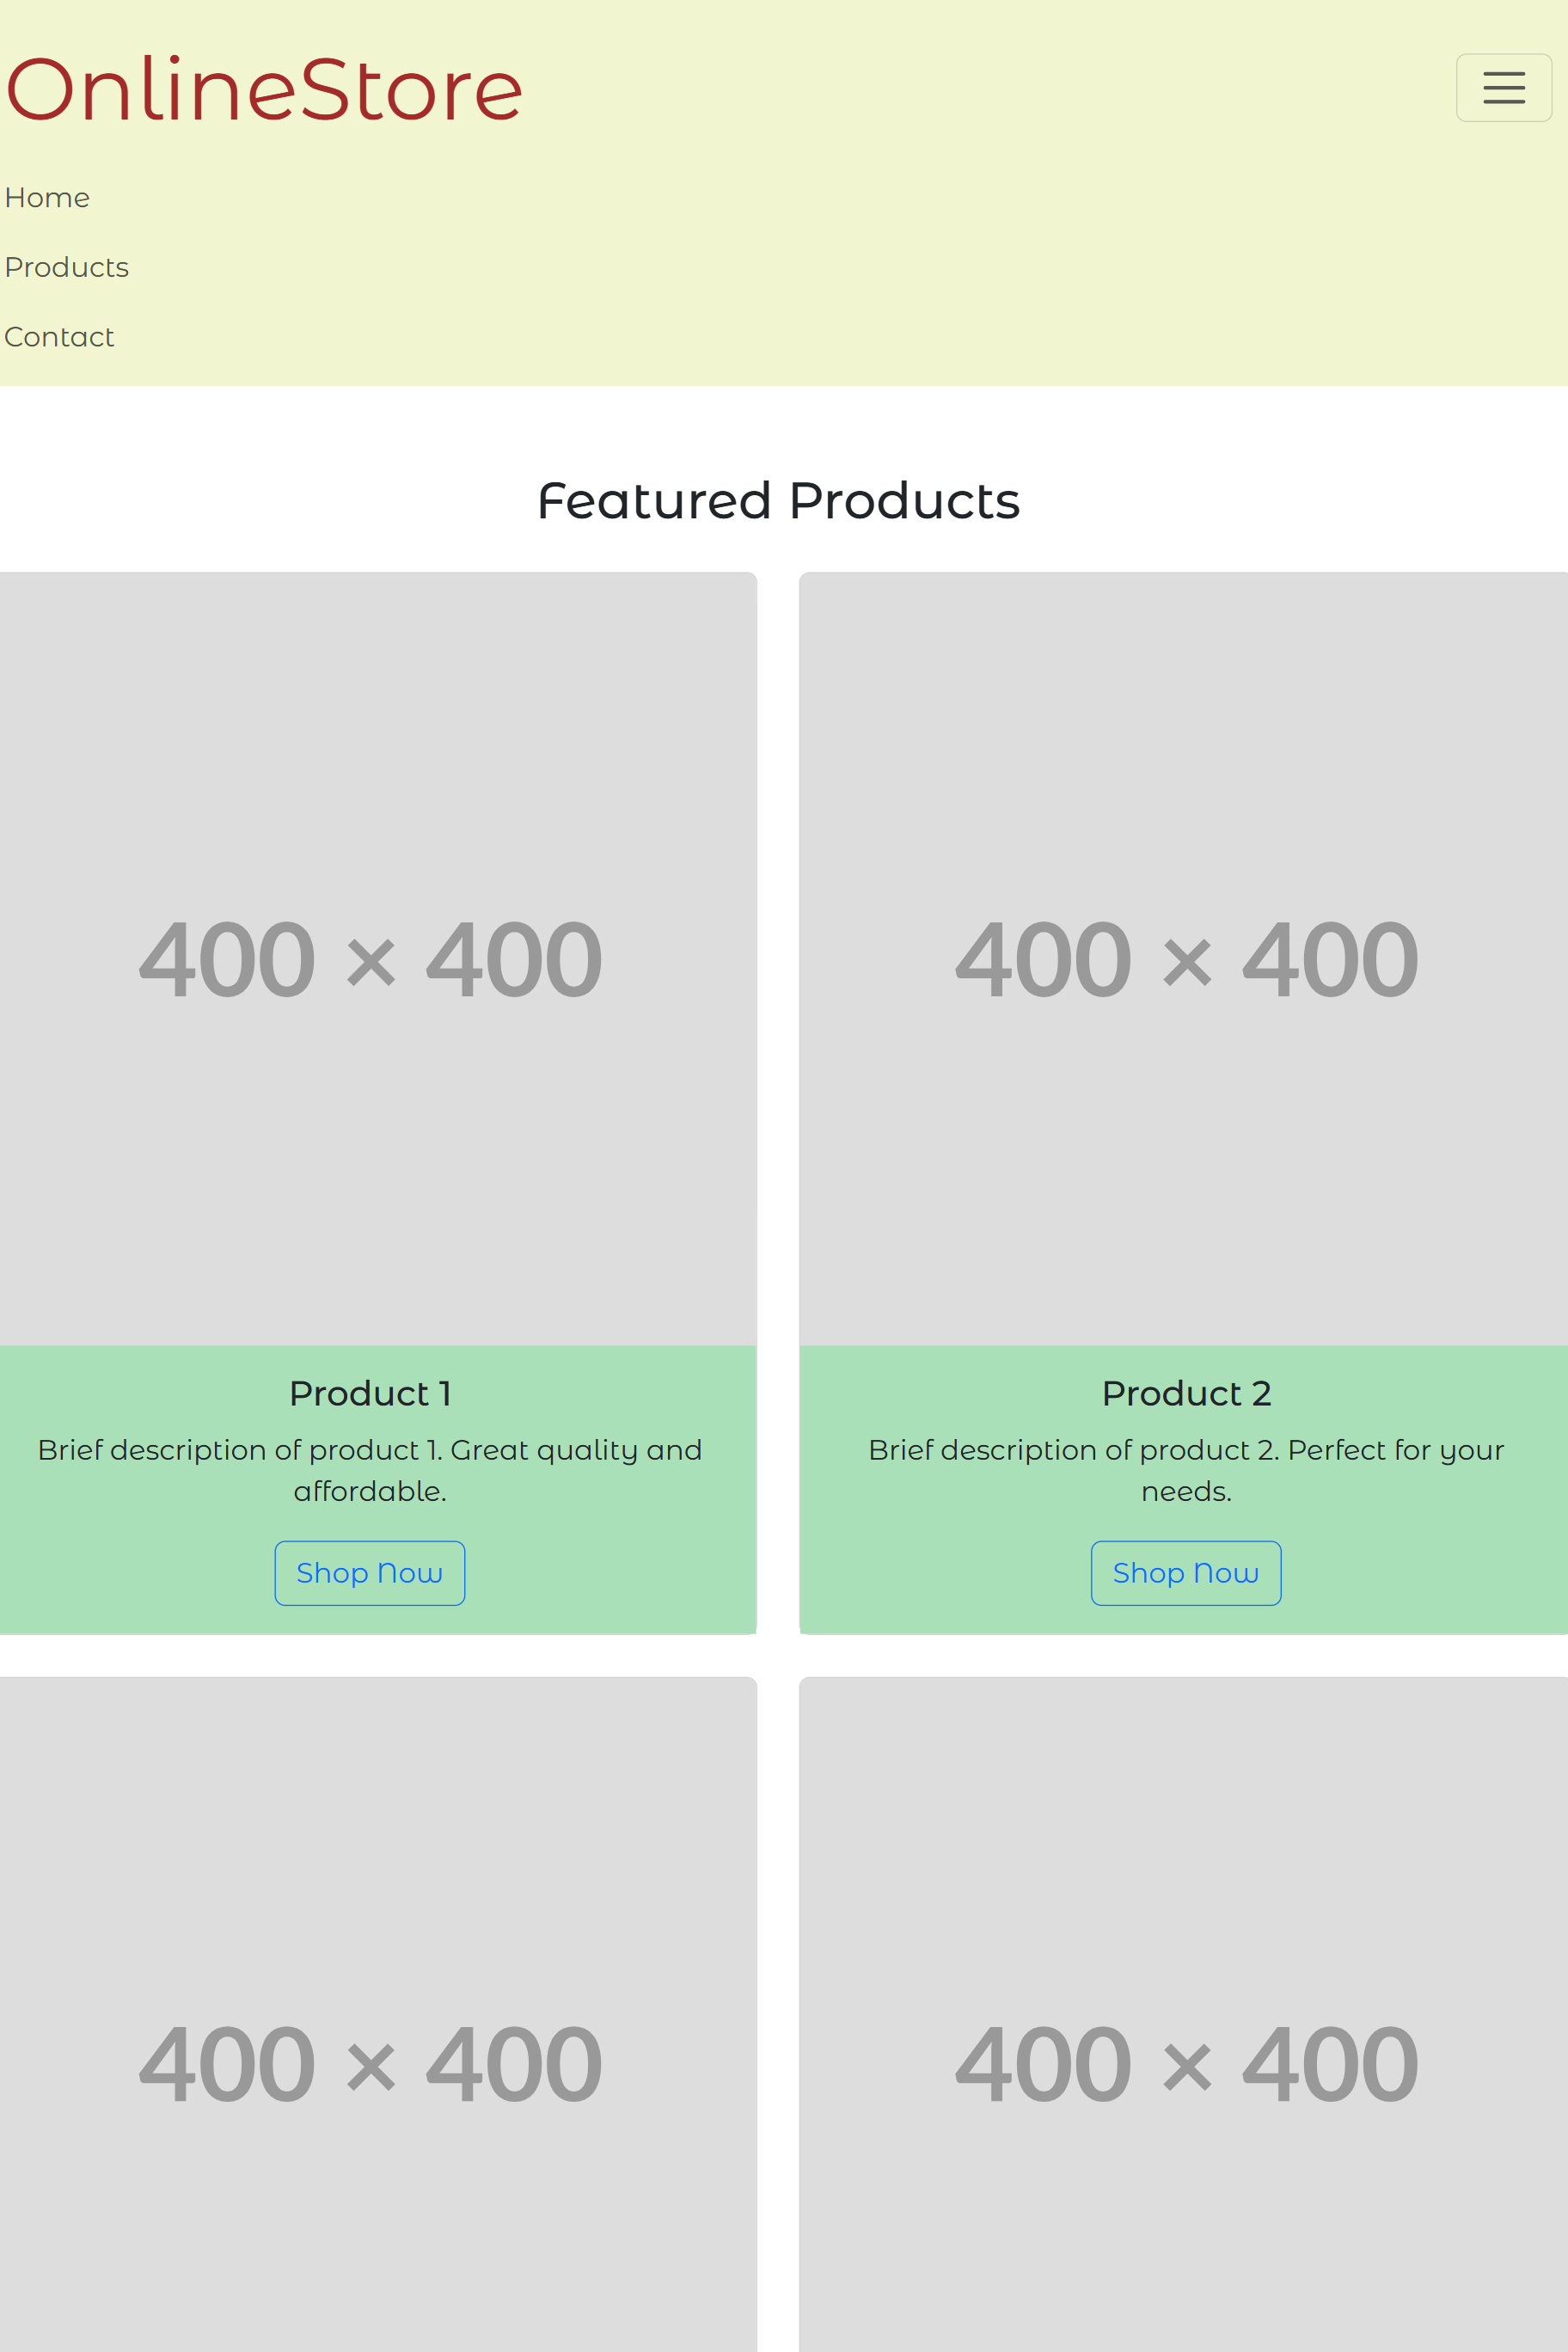 OnlineStore
Home
Products
Contact
Featured Products
400 × 400
400 × 400
Product 1
Brief description of product 1. Great quality and
affordable.
Shop Now
Product 2
Brief description of product 2. Perfect for your
needs.
Shop Now
400 × 400
400 × 400